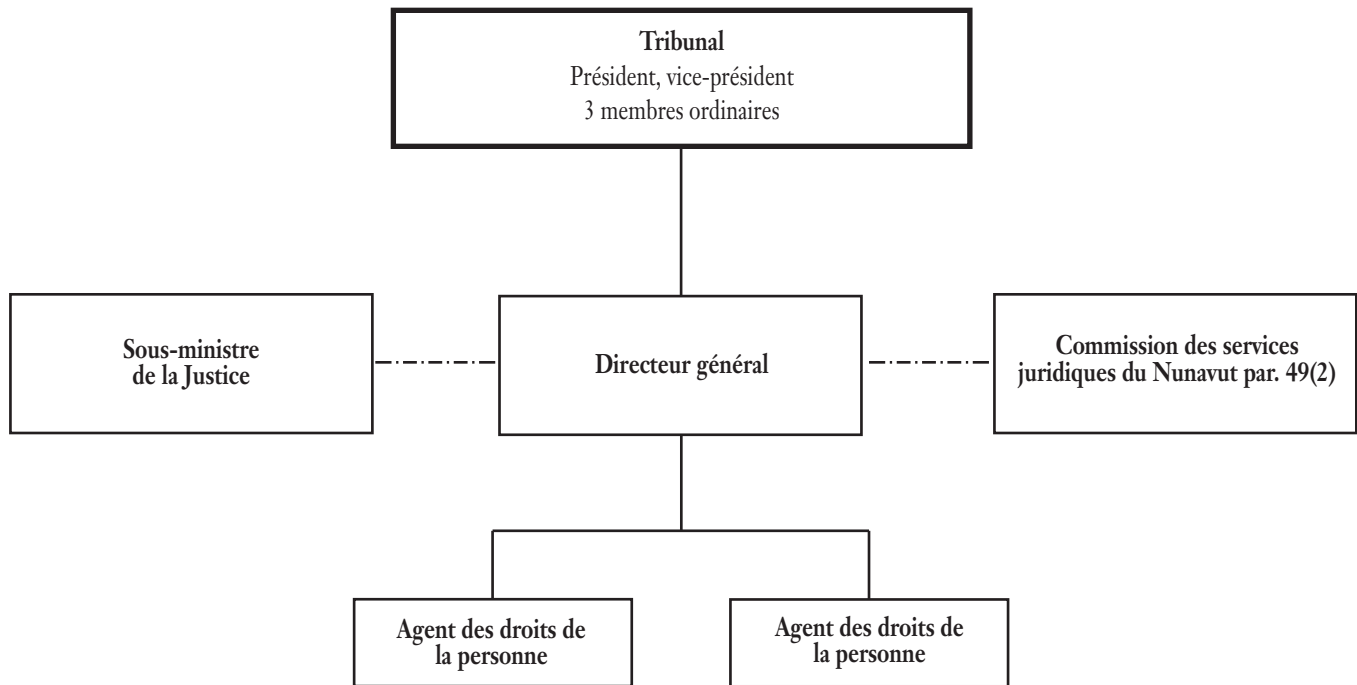 Tribunal
Président, vice-président
3 membres ordinaires
Sous-ministre
de la Justice
Directeur général
Commission des services
juridiques du Nunavut par. 49(2)
Agent des droits de
la personne
Agent des droits de
la personne